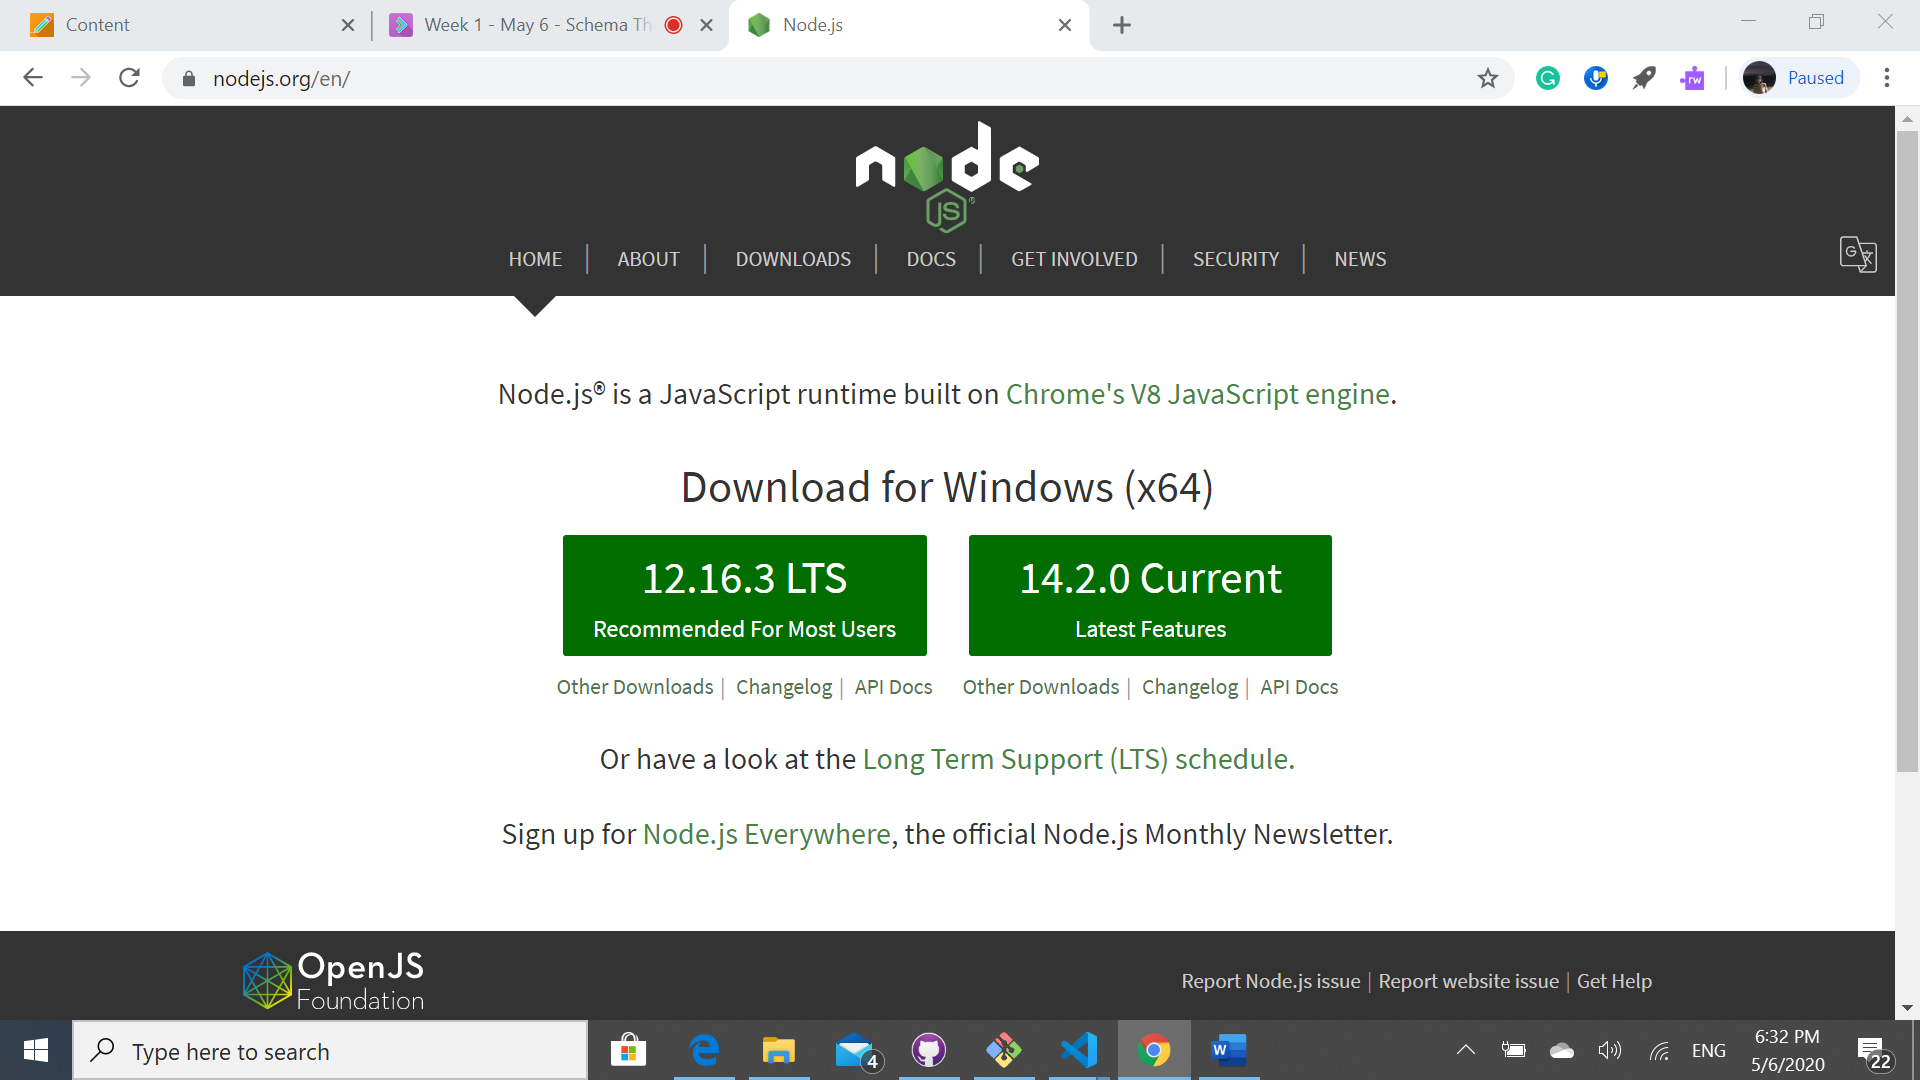 Content
Week 1 - May 6 - Schema Th
Node.js
nodejs.org/en/
rw
Paused
node
JS®
HOME | ABOUT | DOWNLOADS | DOCS | GET INVOLVED | SECURITY | NEWS
Node.js® is a JavaScript runtime built on Chrome's V8 JavaScript engine.
Download for Windows (x64)
12.16.3 LTS
Recommended For Most Users
14.2.0 Current
Latest Features
Other Downloads | Changelog | API Docs
Other Downloads | Changelog | API Docs
Or have a look at the Long Term Support (LTS) schedule.
Sign up for Node.js Everywhere, the official Node.js Monthly Newsletter.
OpenJS
Foundation
Report Node.js issue | Report website issue | Get Help
Type here to search
4
W
ENG
6:32 PM
5/6/2020
22